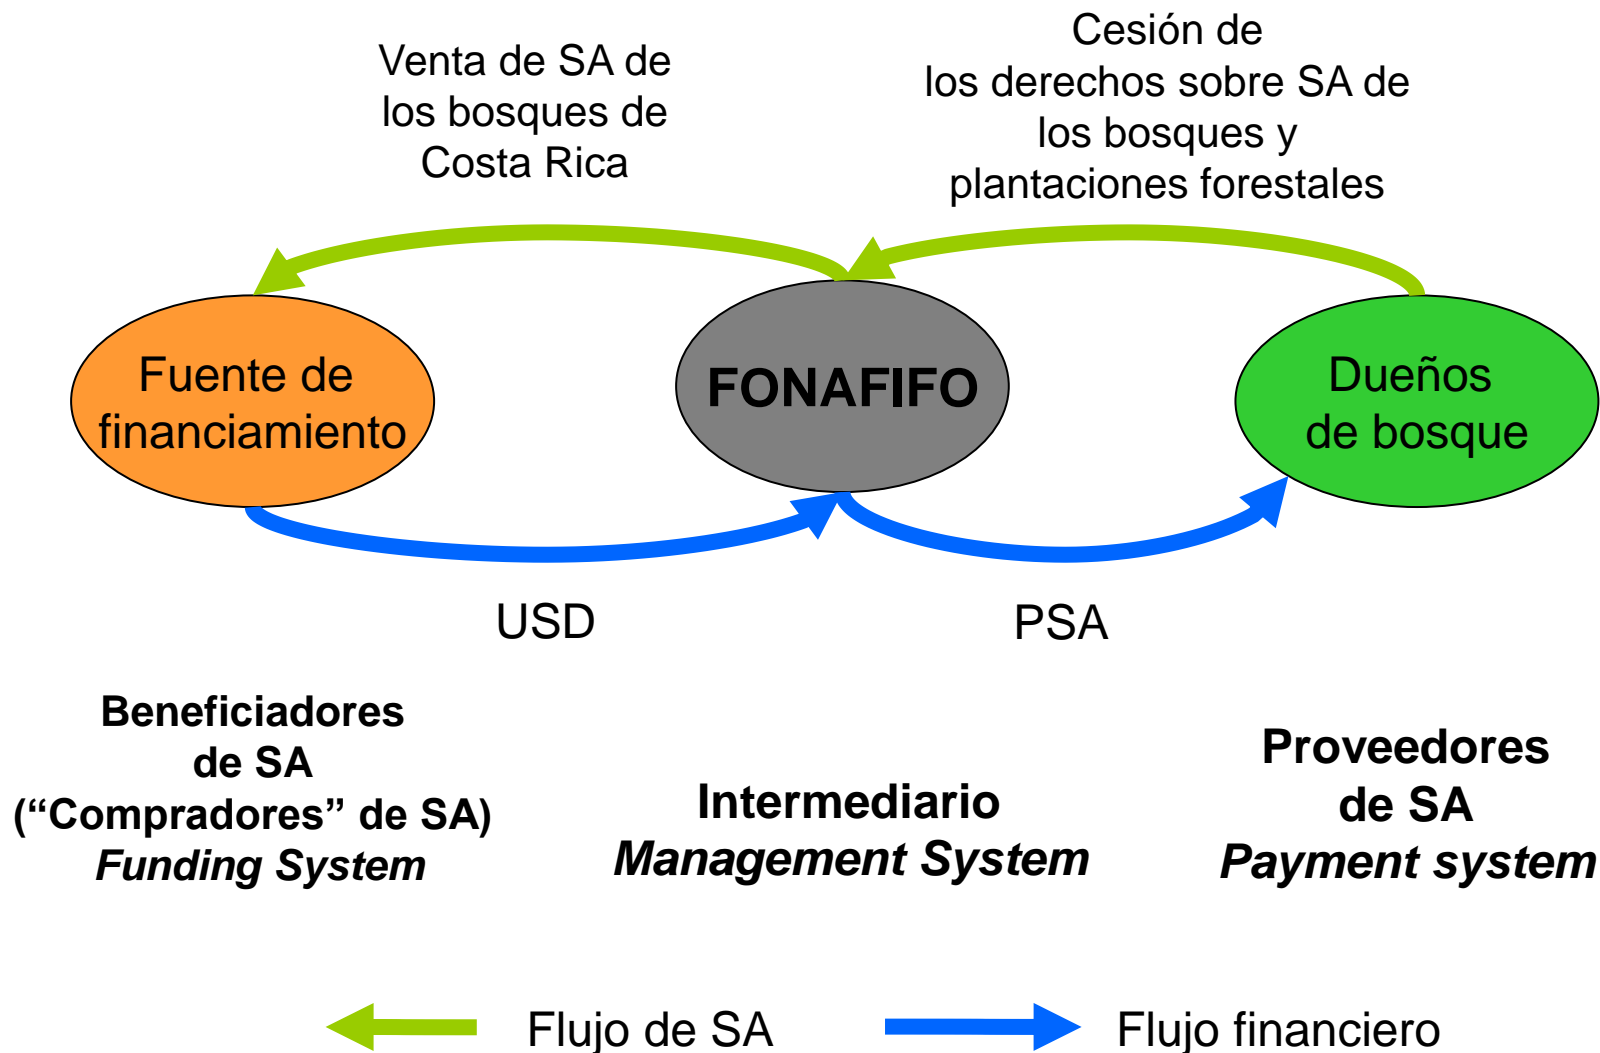 Venta de SA de
los bosques de
Costa Rica
Cesión de
los derechos sobre SA de
los bosques y
plantaciones forestales
Fuente de
financiamiento
FONAFIFO
Dueños
de bosque
USD
PSA
Beneficiadores
de SA
(“Compradores” de SA)
Funding System
Intermediario
Management System
Proveedores
de SA
Payment system
Flujo de SA
Flujo financiero